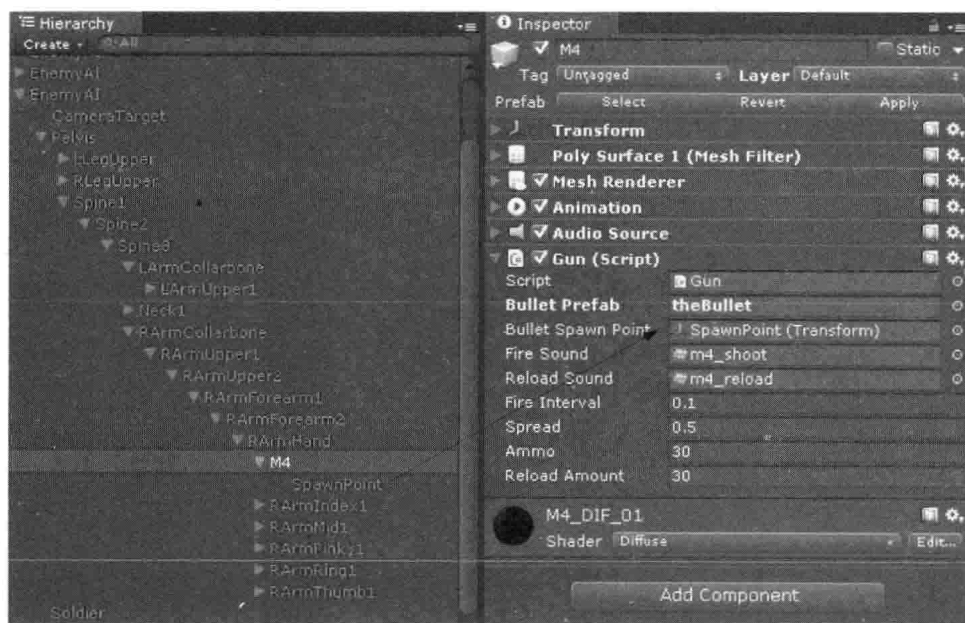 Hierarchy
Create
All
EnemyAI
EnemyAI
CameraTarget
Pelvis
LLegUpper
RLegUpper
Spine1
Spine2
Spine3
LArmCollarbone
LArmUpper1
Neck1
RArmCollarbone
RArmUpper1
RArmUpper2
RArmForearm1
RArmForearm2
RArmHand
M4
SpawnPoint
RArmIndex1
RArmMid1
RArmPinky1
RArmRing1
RArmThumb1
Soldier
Inspector
M4
Static
Tag Untagged Layer Default
Prefab Select Revert Apply
Transform
Poly Surface 1 (Mesh Filter)
Mesh Renderer
Animation
Audio Source
Gun (Script)
Script Gun
Bullet Prefab theBullet
Bullet Spawn Point SpawnPoint (Transform)
Fire Sound m4_shoot
Reload Sound m4_reload
Fire Interval 0.1
Spread 0.5
Ammo 30
Reload Amount 30
M4_DIF_01
Shader Diffuse Edit...
Add Component